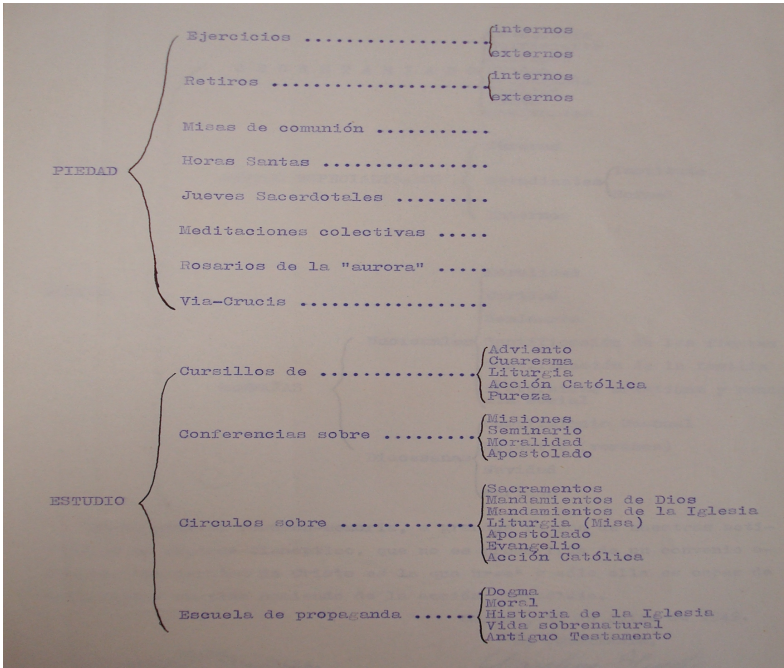 Ejercicios .................. internos
externos
Retiros ..................... internos
externos
Misas de comunión ...........
Horas Santas ................
PIEDAD
Jueves Sacerdotales .........
Meditaciones colectivas .....
Rosarios de la "aurora" .....
Via-Crucis ..................
Adviento
Cuaresma
Cursillos de ................ Liturgia
Acción Católica
Pureza
Misiones
Conferencias sobre ......... Seminario
Moralidad
Apostolado
Sacramentos
ESTUDIO
Mandamientos de Dios
Mandamientos de la Iglesia
Circulos sobre .............. Liturgia (Misa)
Apostolado
Evangelio
Acción Católica
Dogma
Moral
Escuela de propaganda ....... Historia de la Iglesia
Vida sobrenatural
Antiguo Testamento